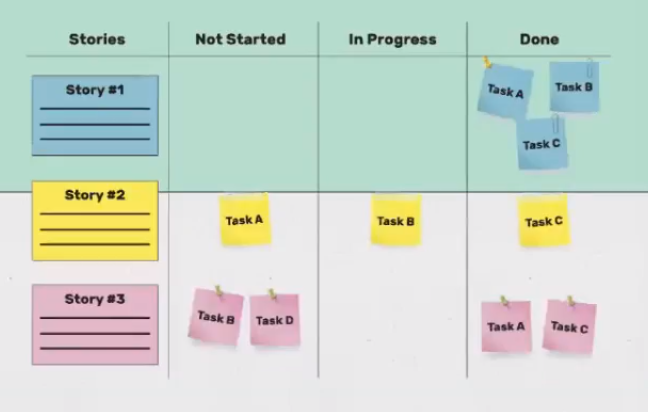 Stories Not Started In Progress Done
Story #1
Task A
Task B
Task C
Story #2
Task A
Task B
Task C
Story #3
Task B
Task D
Task A
Task C